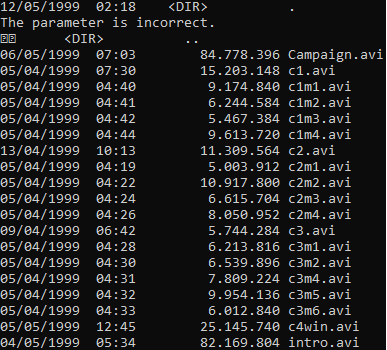 12/05/1999  02:18    <DIR>          .
The parameter is incorrect.
       <DIR>          ..
06/05/1999  07:03        84.778.396 Campaign.avi
05/04/1999  07:30        15.203.148 c1.avi
05/04/1999  04:40         9.174.840 c1m1.avi
05/04/1999  04:41         6.244.584 c1m2.avi
05/04/1999  04:42         5.467.384 c1m3.avi
05/04/1999  04:44         9.613.720 c1m4.avi
13/04/1999  10:13        11.309.564 c2.avi
05/04/1999  04:19         5.003.912 c2m1.avi
05/04/1999  04:22        10.917.800 c2m2.avi
05/04/1999  04:24         6.615.704 c2m3.avi
05/04/1999  04:26         8.050.952 c2m4.avi
09/04/1999  06:42         5.744.284 c3.avi
05/04/1999  04:28         6.213.816 c3m1.avi
05/04/1999  04:30         6.539.896 c3m2.avi
05/04/1999  04:31         7.809.224 c3m4.avi
05/04/1999  04:32         9.954.136 c3m5.avi
05/04/1999  04:33         6.012.840 c3m6.avi
05/05/1999  12:45        25.145.740 c4win.avi
04/05/1999  05:34        82.169.804 intro.avi